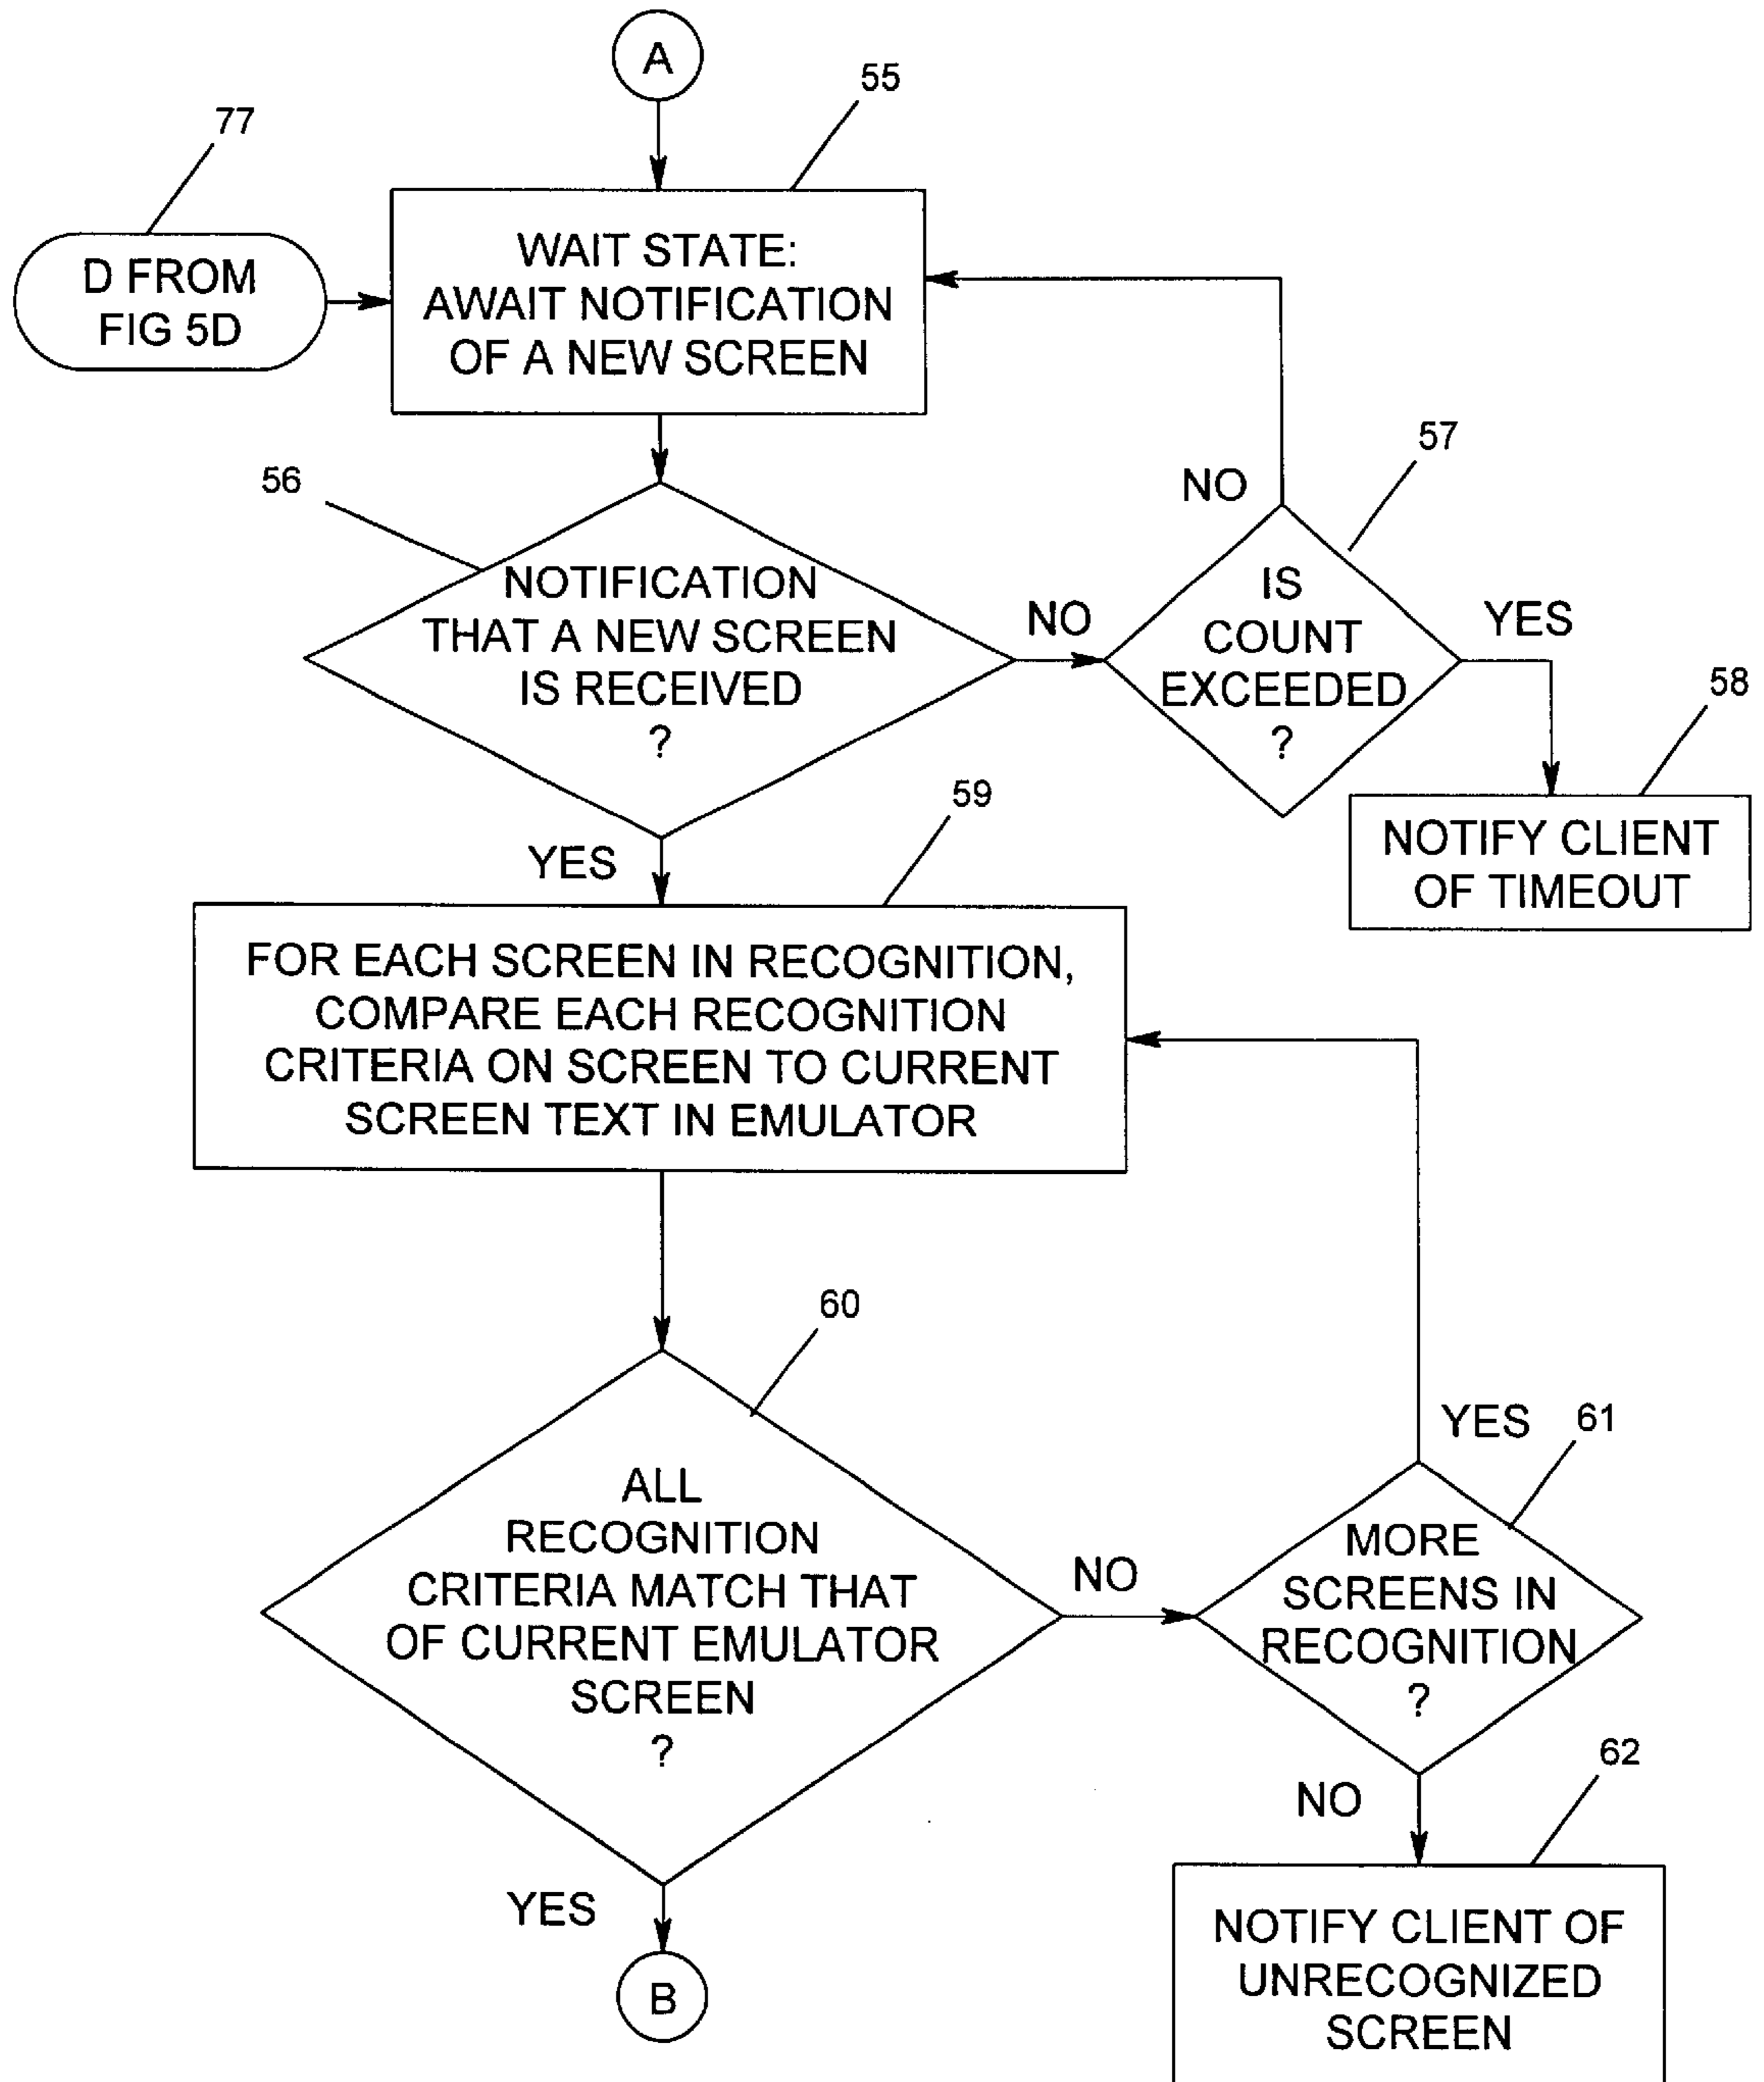 A
55
77
WAIT STATE:
AWAIT NOTIFICATION
OF A NEW SCREEN
D FROM
FIG 5D
56
NOTIFICATION
THAT A NEW SCREEN
IS RECEIVED
?
NO
NO
57
IS
COUNT
EXCEEDED
?
YES
58
NOTIFY CLIENT
OF TIMEOUT
YES
59
FOR EACH SCREEN IN RECOGNITION,
COMPARE EACH RECOGNITION
CRITERIA ON SCREEN TO CURRENT
SCREEN TEXT IN EMULATOR
60
ALL
RECOGNITION
CRITERIA MATCH THAT
OF CURRENT EMULATOR
SCREEN
?
NO
YES
61
MORE
SCREENS IN
RECOGNITION
?
NO
62
NOTIFY CLIENT OF
UNRECOGNIZED
SCREEN
YES
B